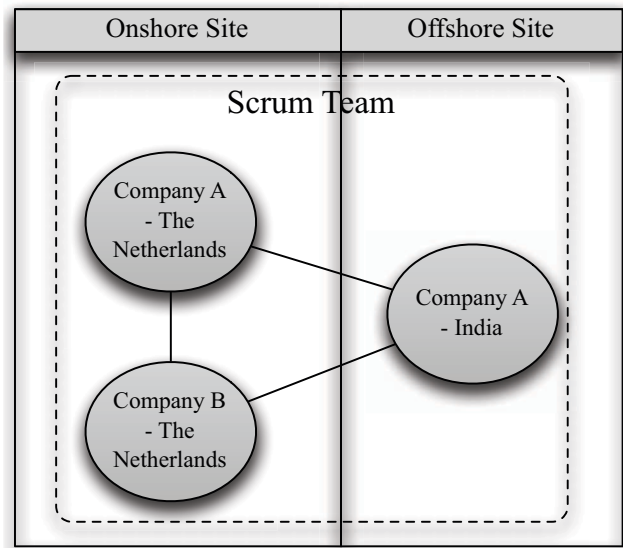 Onshore Site
Offshore Site
Scrum Team
Company A
- The
Netherlands
Company A
- India
Company B
- The
Netherlands